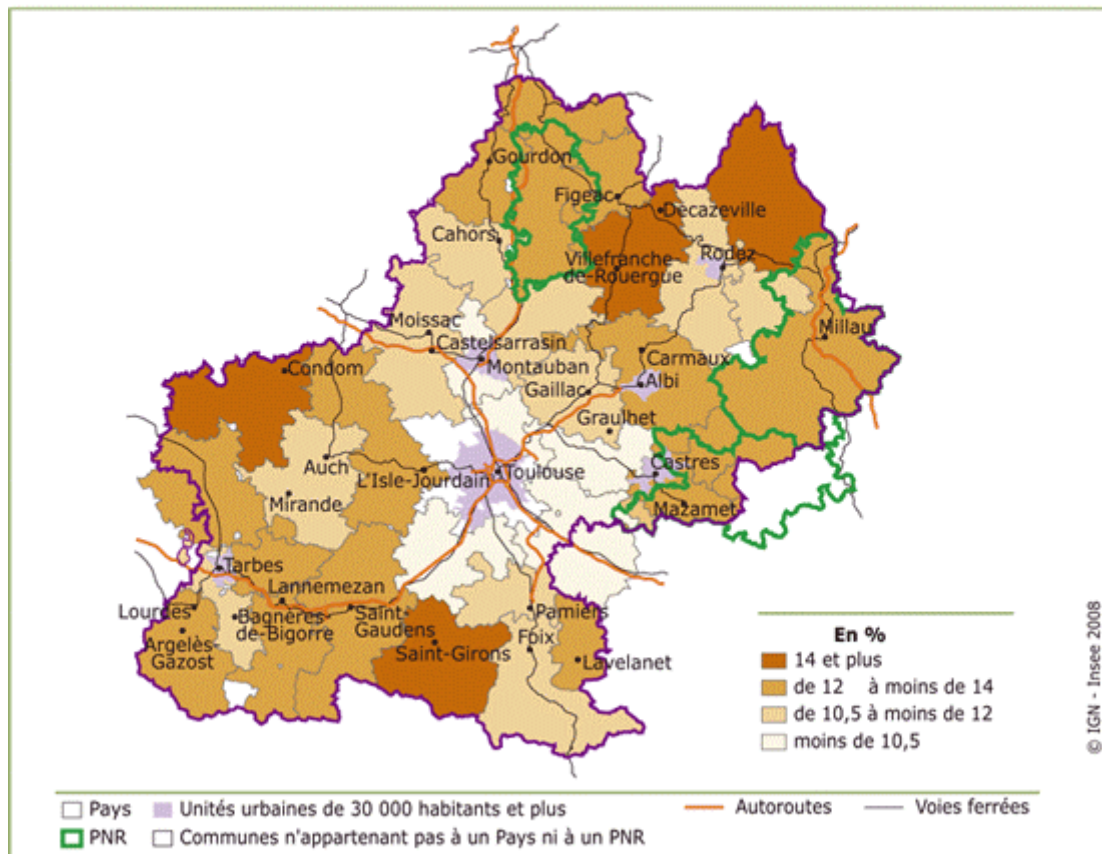 Gourdon
Figeac
Decazeville
Cahors
Villefranche
de-Rouergue
Rodez
Moissac
Castelsarrasin
Millau
Condom
Montauban
Carmaux
Gaillac
Albi
Graulhet
Auch
L'Isle-Jourdain
Toulouse
Castres
Mirande
Mazamet
Tarbes
Lannemezan
Lourdes
Bagnères-
de-Bigorre
Saint-
Gaudens
Pamiers
Argelès-
Gazost
Saint-Girons
Foix
Lavelanet
En %
14 et plus
de 12 à moins de 14
de 10,5 à moins de 12
moins de 10,5
© IGN - Insee 2008
Pays Unités urbaines de 30 000 habitants et plus Autoroutes Voies ferrées
PNR Communes n'appartenant pas à un Pays ni à un PNR